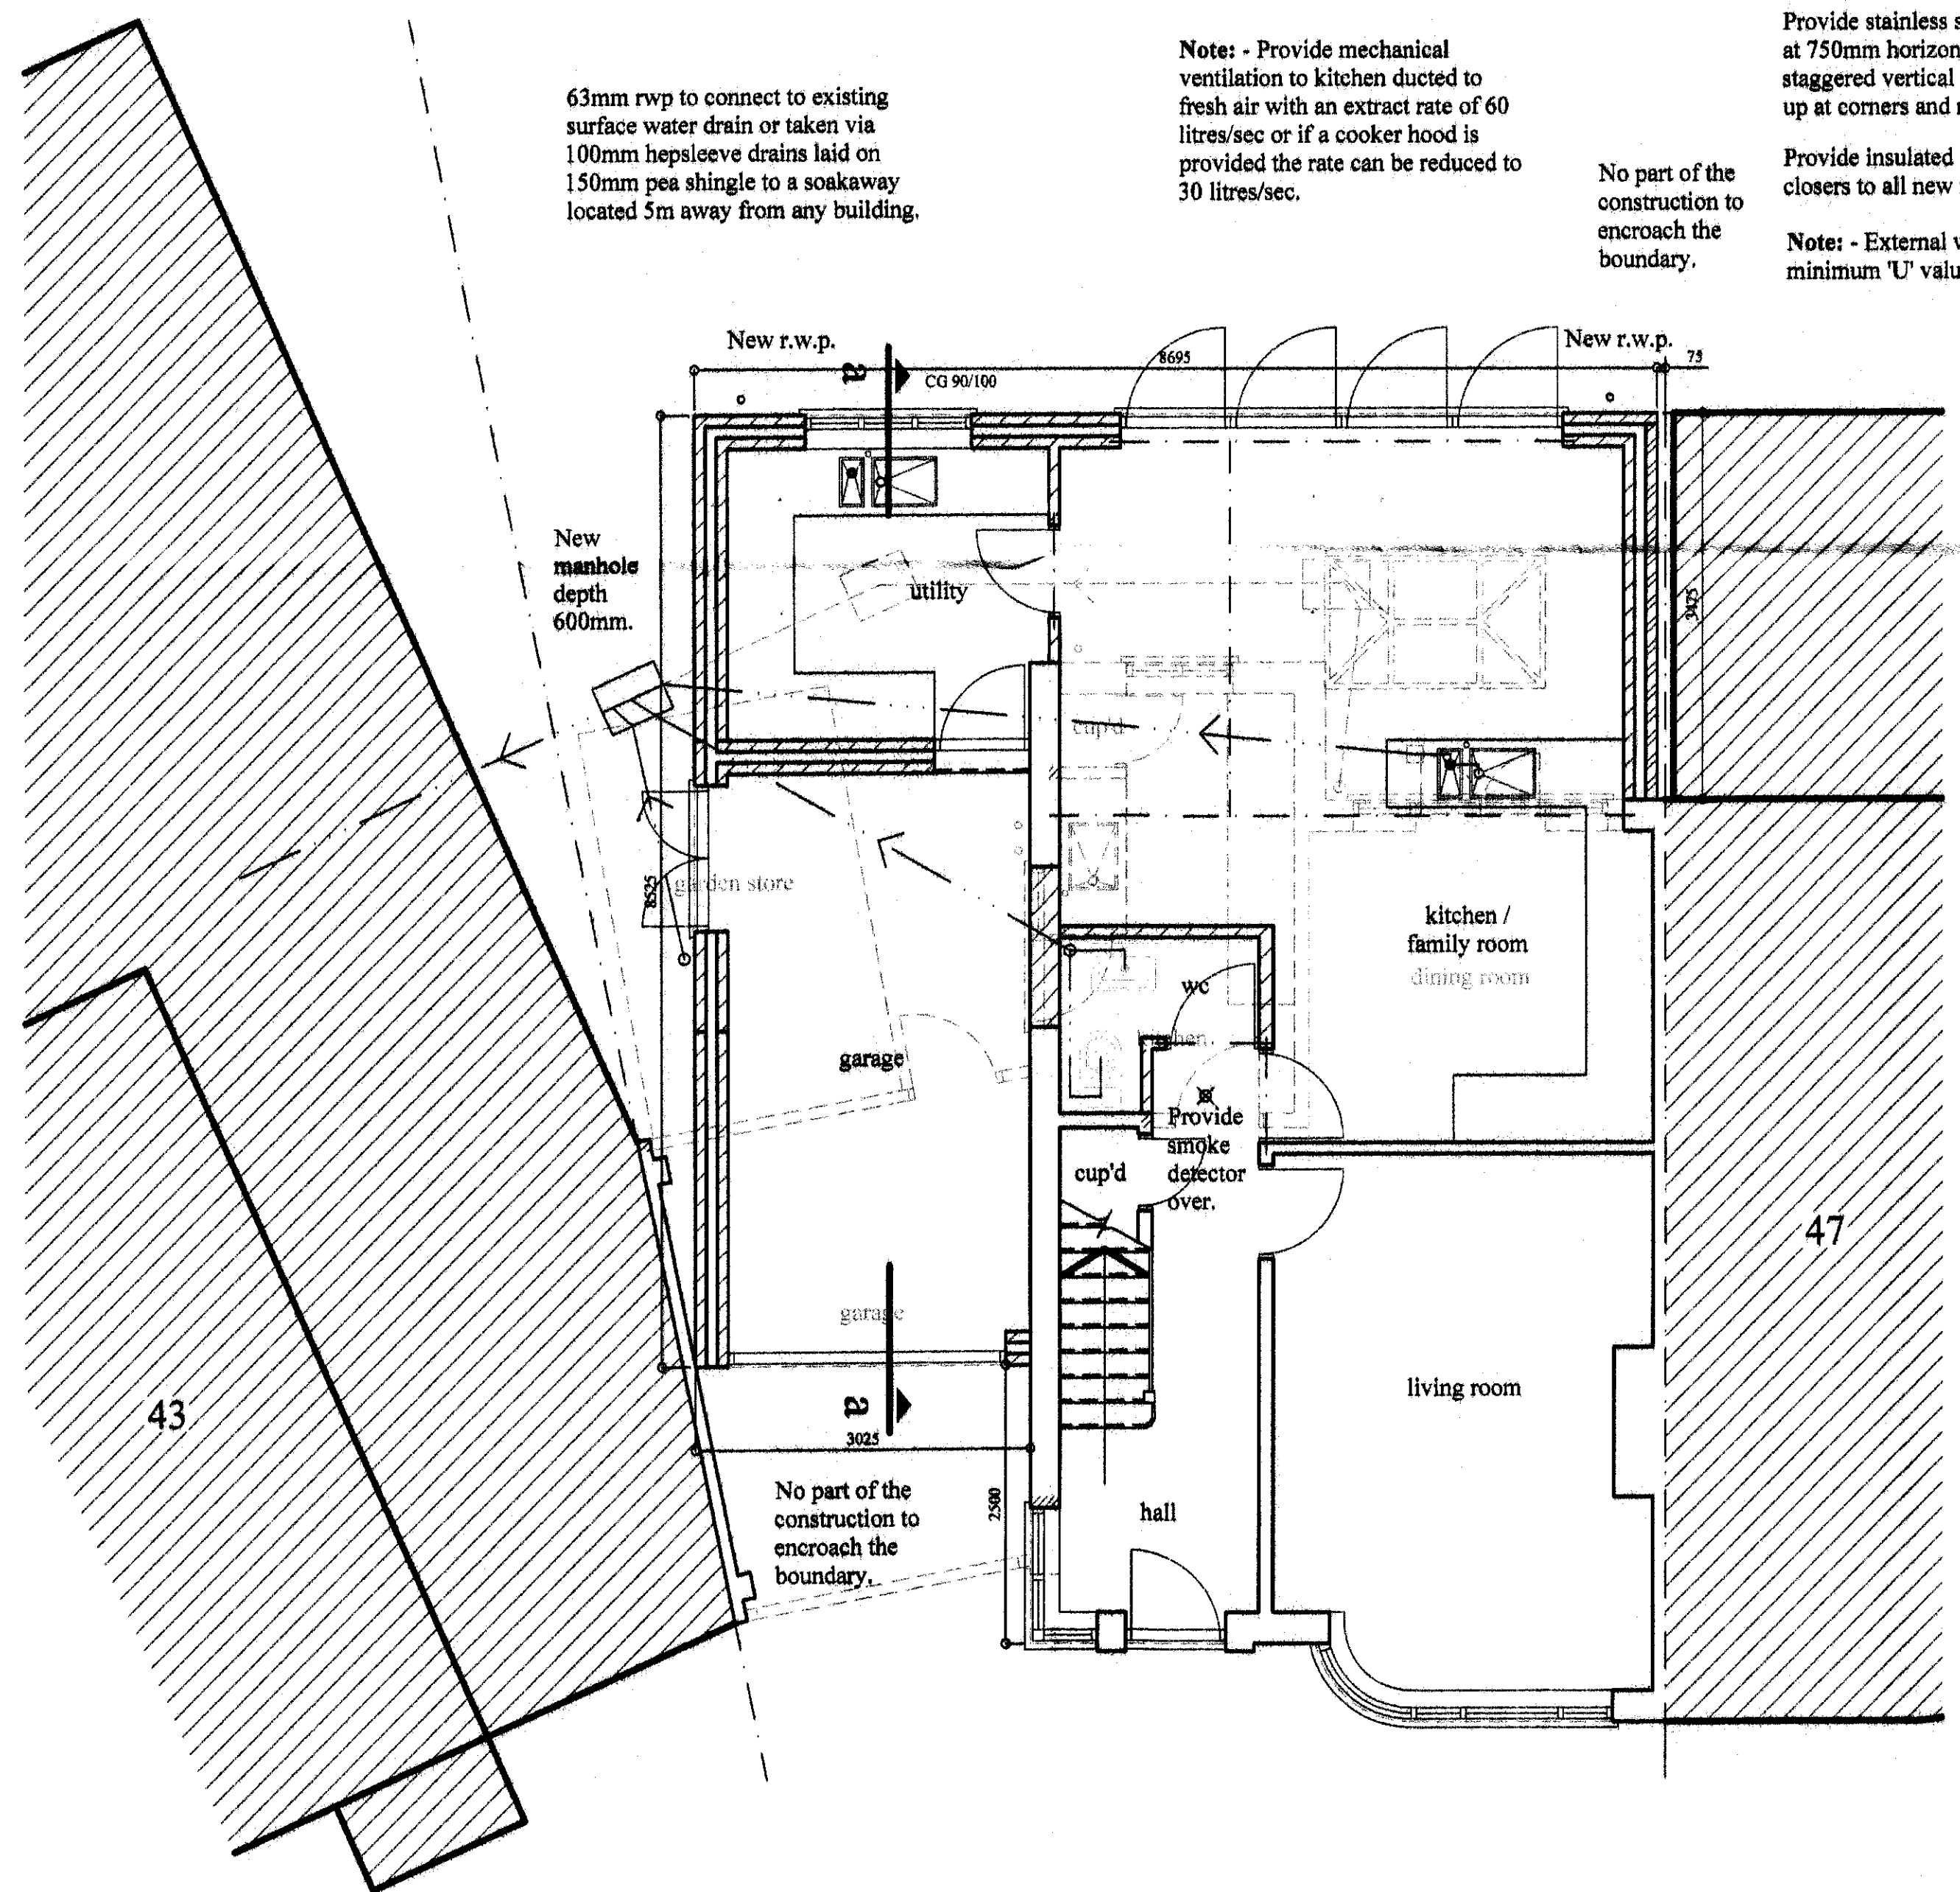 Provide stainless s
at 750mm horizon
staggered vertical
up at corners and
Provide insulated
closers to all new
Note: - External
minimum 'U' valu
Note: - Provide mechanical
ventilation to kitchen ducted to
fresh air with an extract rate of 60
litres/sec or if a cooker hood is
provided the rate can be reduced to
30 litres/sec.
63mm rwp to connect to existing
surface water drain or taken via
100mm hepsleeve drains laid on
150mm pea shingle to a soakaway
located 5m away from any building.
No part of the
construction to
encroach the
boundary.
New r.w.p.
New r.w.p.
8695
75
a
CG 90/100
New
manhole
depth
600mm.
utility
3425
cup'd
garden store
8525
kitchen /
family room
dining room
wc
kitchen
garage
Provide
smoke
detector
over.
cup'd
47
garage
living room
43
a
3025
2500
No part of the
construction to
encroach the
boundary.
hall